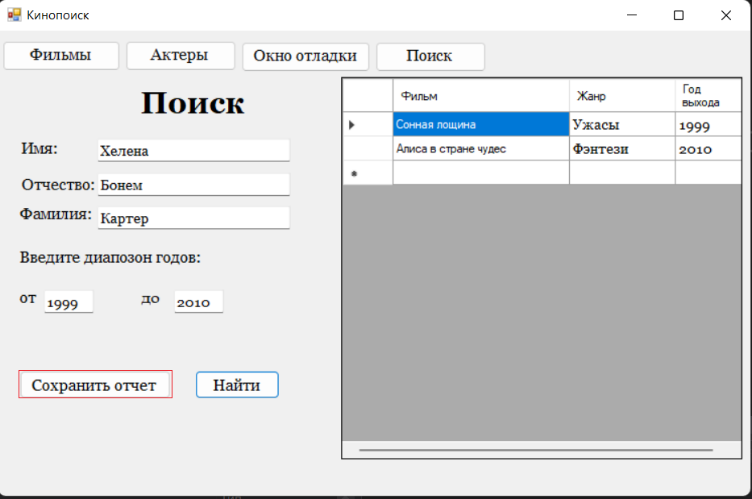 Кинопоиск
Фильмы Актеры Окно отладки Поиск
Поиск
Имя: Хелена
Отчество: Бонем
Фамилия: Картер
Введите диапозон годов:
от 1999 до 2010
Сохранить отчет Найти
Фильм Жанр Год выхода
Сонная лощина Ужасы 1999
Алиса в стране чудес Фэнтези 2010